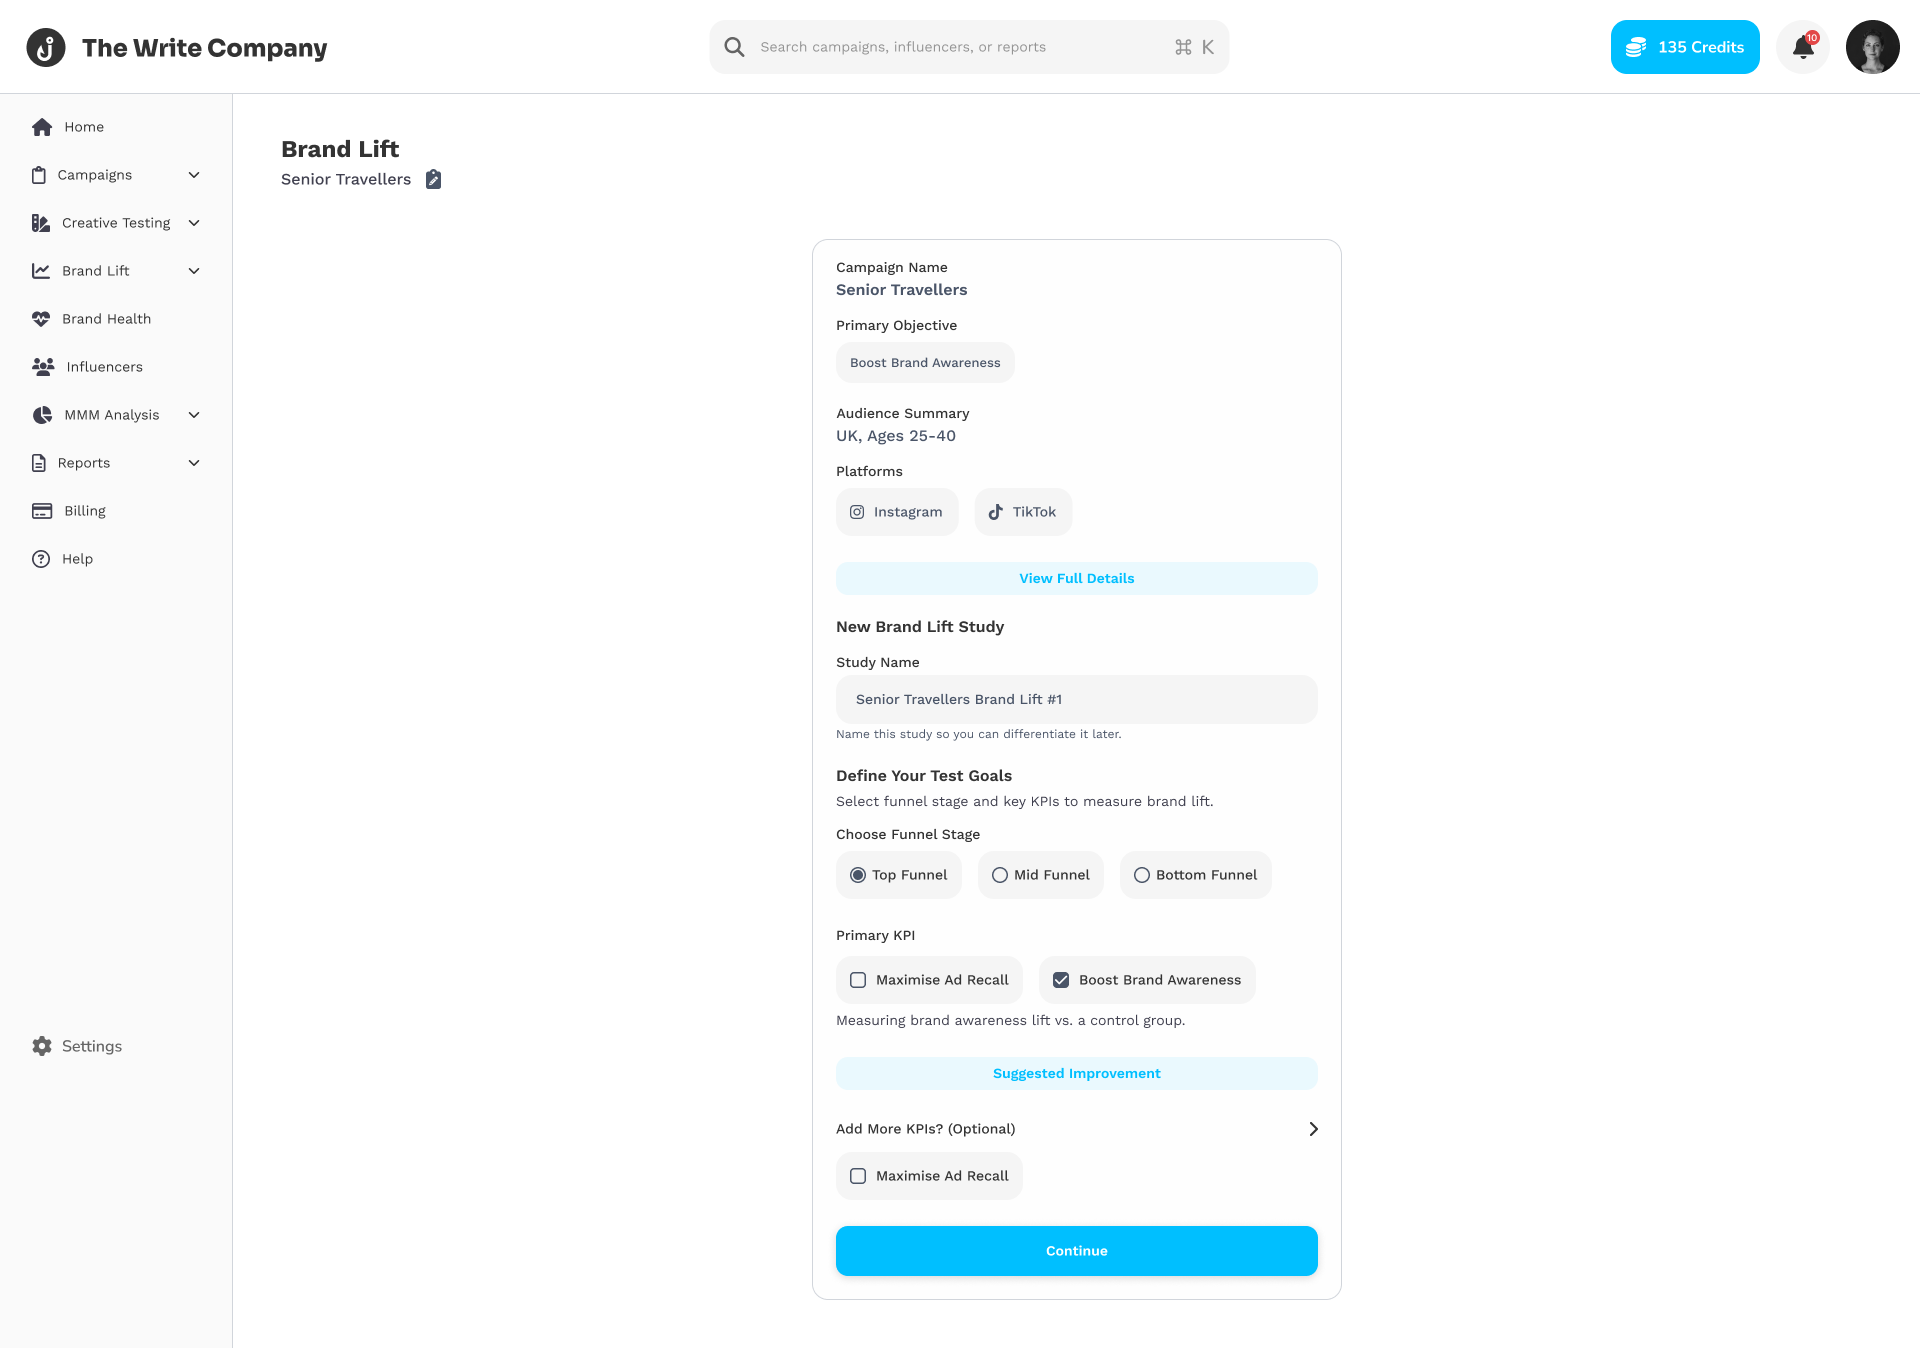 The Write Company
Search campaigns, influencers, or reports
⌘ K
135 Credits
10
Home
Campaigns
Creative Testing
Brand Lift
Brand Health
Influencers
MMM Analysis
Reports
Billing
Help
Settings
Brand Lift
Senior Travellers
Campaign Name
Senior Travellers
Primary Objective
Boost Brand Awareness
Audience Summary
UK, Ages 25-40
Platforms
Instagram TikTok
View Full Details
New Brand Lift Study
Study Name
Senior Travellers Brand Lift #1
Name this study so you can differentiate it later.
Define Your Test Goals
Select funnel stage and key KPIs to measure brand lift.
Choose Funnel Stage
Top Funnel Mid Funnel Bottom Funnel
Primary KPI
Maximise Ad Recall Boost Brand Awareness
Measuring brand awareness lift vs. a control group.
Suggested Improvement
Add More KPIs? (Optional)
Maximise Ad Recall
Continue